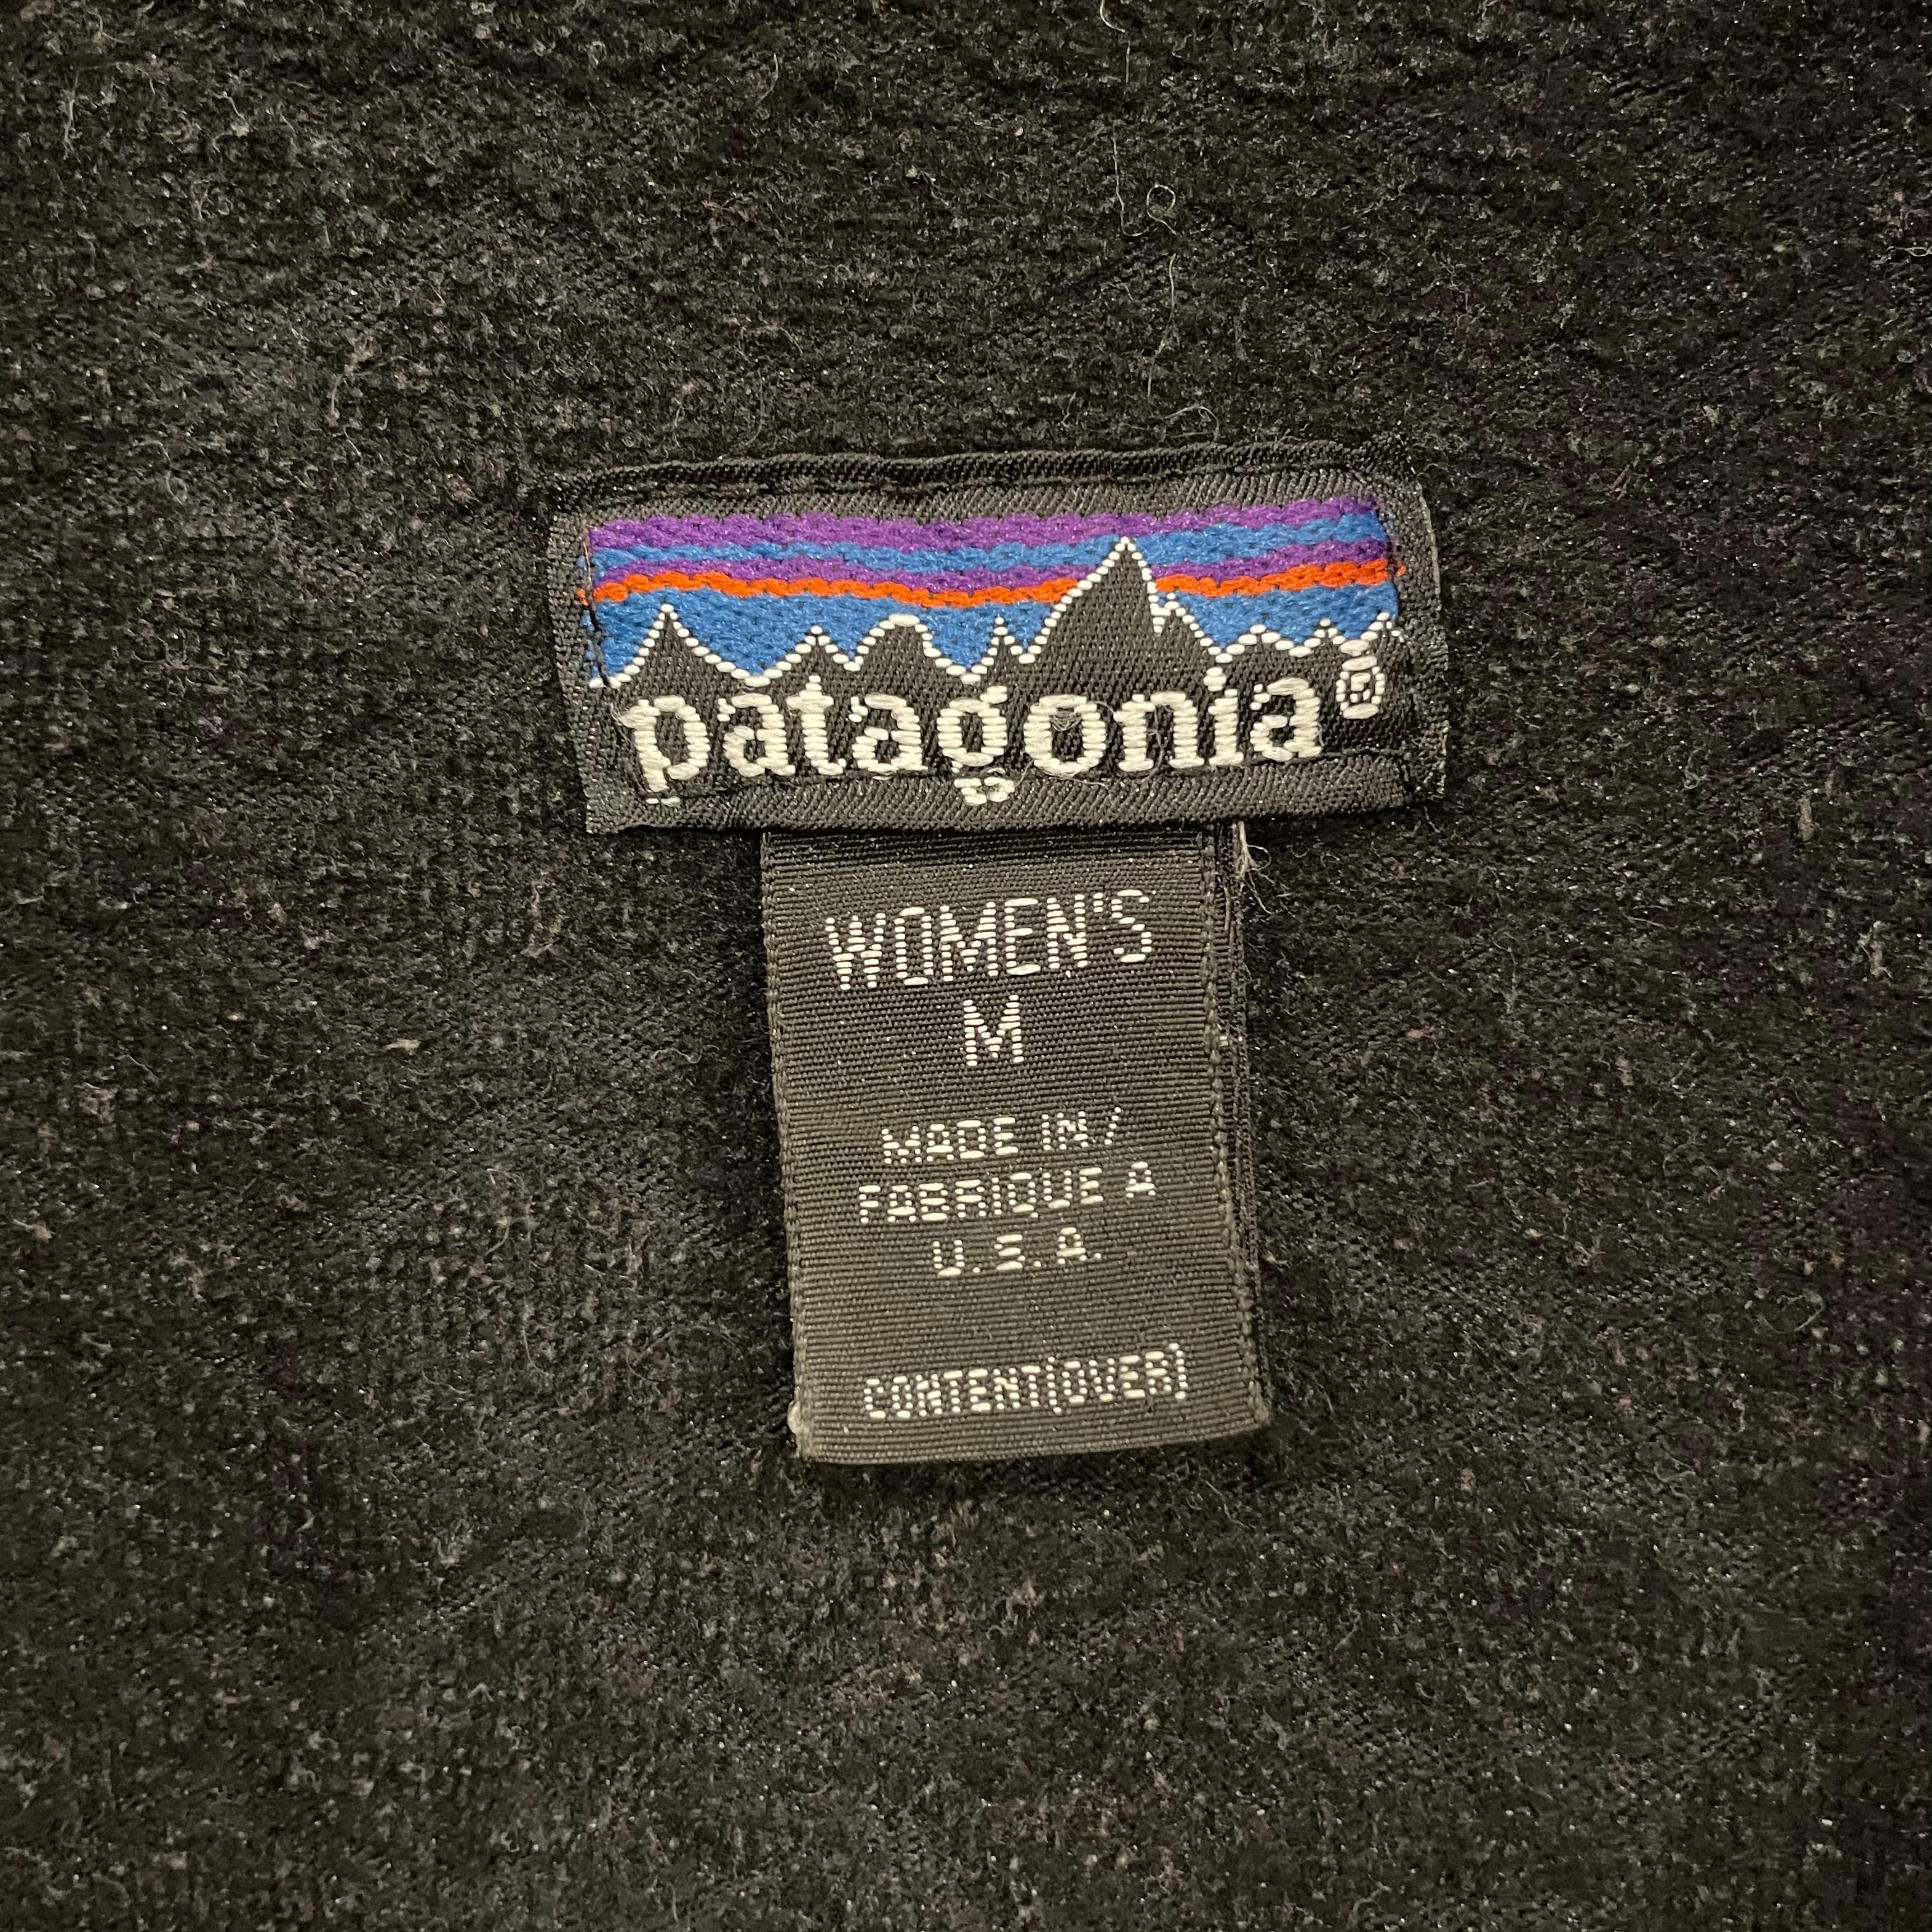 patagonia®
WOMEN'S
M
MADE IN/
FABRIQUE A
U.S.A.
CONTENT(OVER)